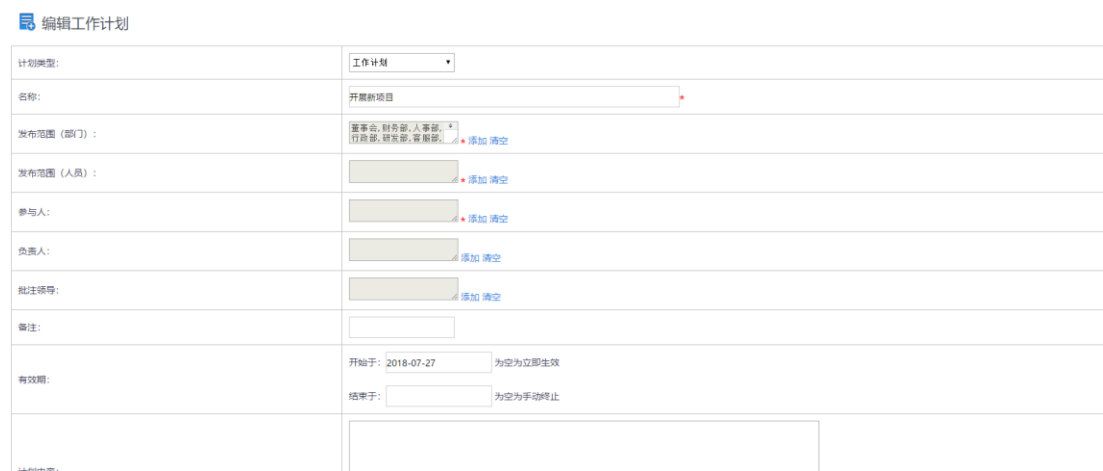 编辑工作计划
计划类型：
工作计划
名称：
开展新项目 *
发布范围（部门）：
董事会,财务部,人事部,
行政部,研发部,客服部, * 添加 清空
发布范围（人员）：
* 添加 清空
参与人：
* 添加 清空
负责人：
添加 清空
批注领导：
添加 清空
备注：
有效期：
开始于： 2018-07-27 为空为立即生效
结束于： 为空为手动终止